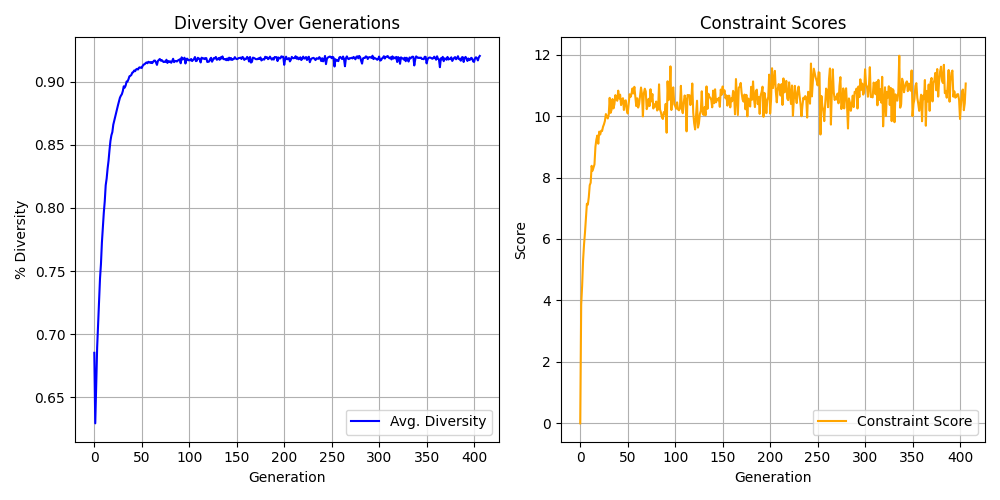 Diversity Over Generations
% Diversity
0.90
0.85
0.80
0.75
0.70
0.65
0 50 100 150 200 250 300 350 400
Generation
Avg. Diversity
Constraint Scores
Score
12
10
8
6
4
2
0
0 50 100 150 200 250 300 350 400
Generation
Constraint Score